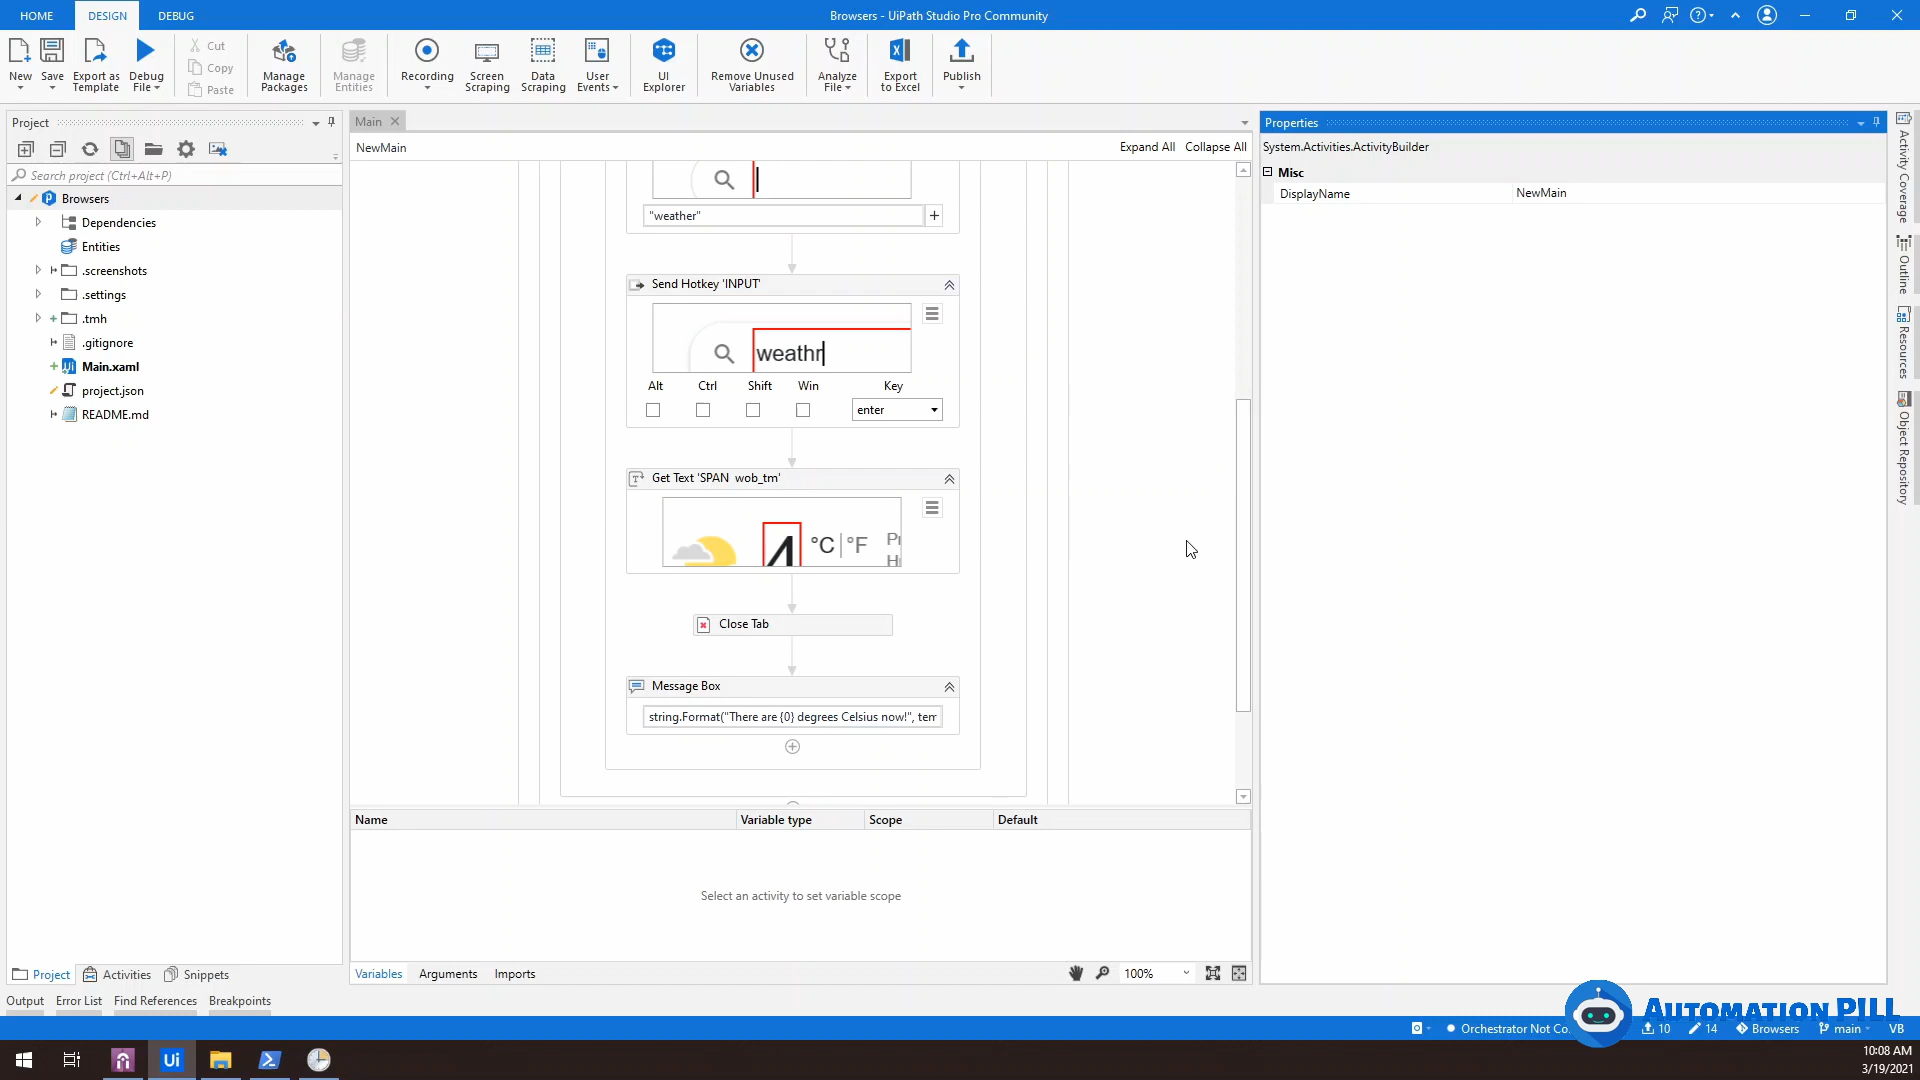 HOME DESIGN DEBUG Browsers - UiPath Studio Pro Community
New Save Export as Template Debug File Cut Copy Paste Manage Packages Manage Entities Recording Screen Scraping Data Scraping User Events UI Explorer Remove Unused Variables Analyze File Export to Excel Publish
Project
Search project (Ctrl+Alt+P)
Browsers
Dependencies
Entities
.screenshots
.settings
.tmh
.gitignore
Main.xaml
project.json
README.md
Project Activities Snippets
Main
NewMain Expand All Collapse All
"weather"
Send Hotkey 'INPUT'
weathr
Alt Ctrl Shift Win Key
enter
Get Text 'SPAN wob_tm'
4 °C | °F
Close Tab
Message Box
string.Format("There are {0} degrees Celsius now!", tem
Name Variable type Scope Default
Select an activity to set variable scope
Variables Arguments Imports 100%
Properties
System.Activities.ActivityBuilder
Misc
DisplayName NewMain
Activity Coverage
Outline
Resources
Object Repository
Output Error List Find References Breakpoints
AUTOMATION PILL
Orchestrator Not Co 10 14 Browsers main VB
Ui
10:08 AM
3/19/2021